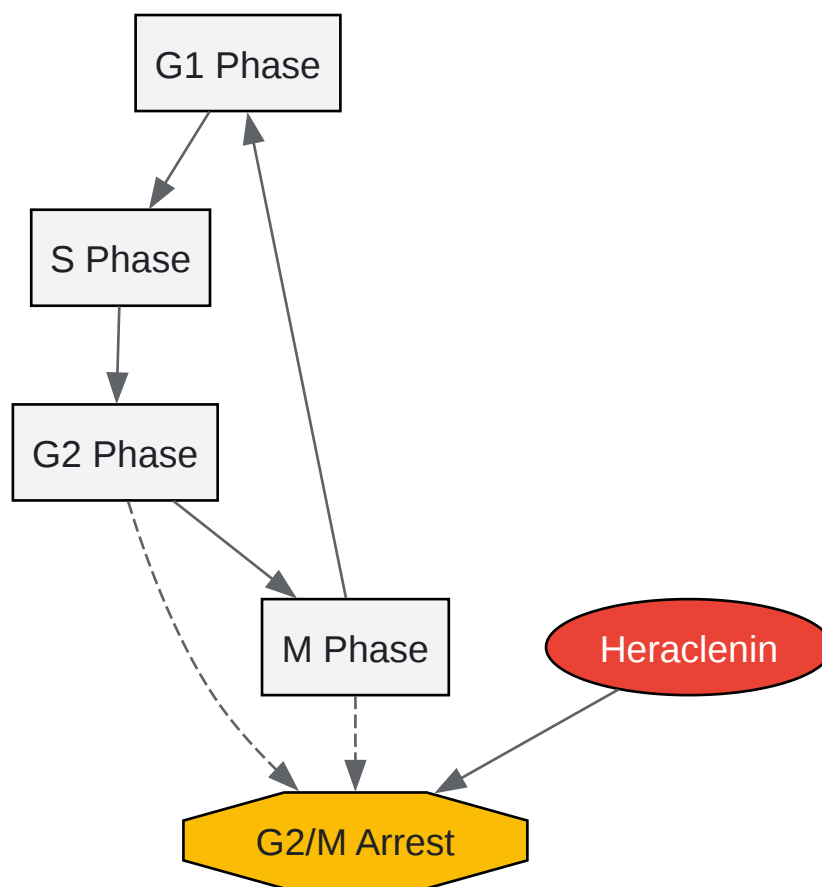 G1 Phase
S Phase
G2 Phase
M Phase
Heraclenin
G2/M Arrest